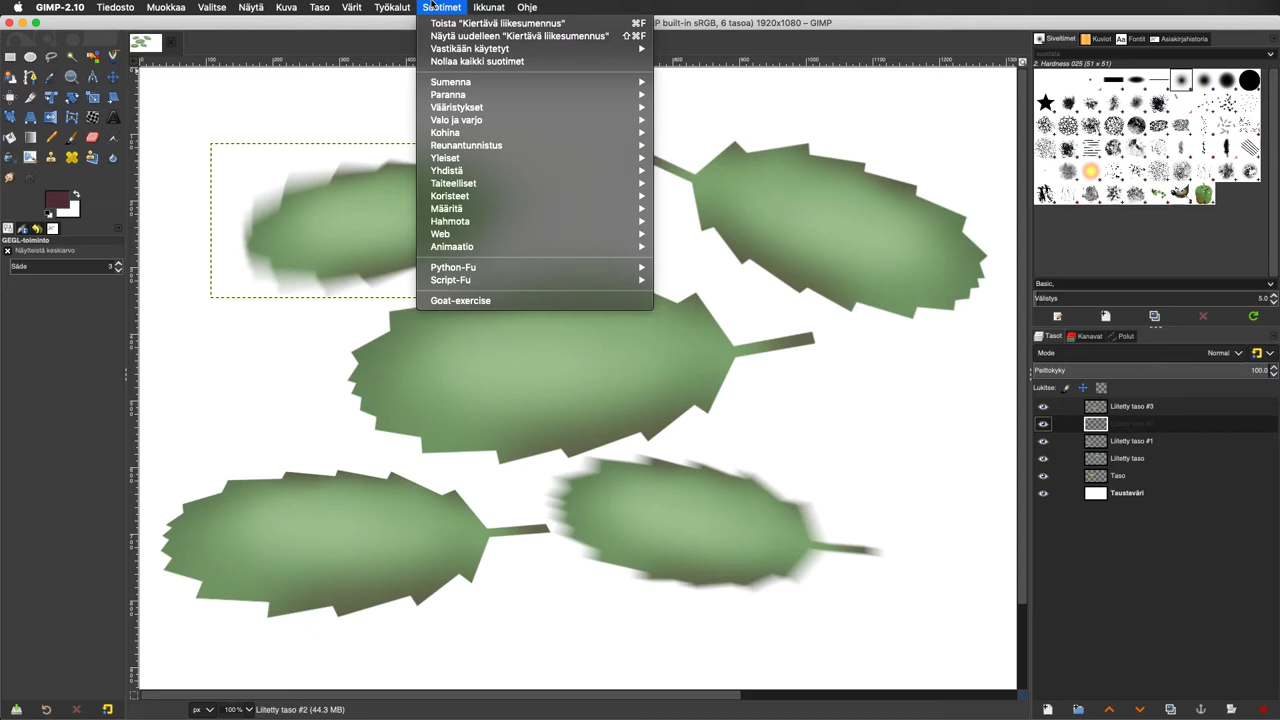 GIMP-2.10 Tiedosto Muokkaa Valitse Näytä Kuva Taso Värit Työkalut Suotimet Ikkunat Ohje
P built-in sRGB, 6 tasoa) 1920x1080 – GIMP
Toista "Kiertävä liikesumennus" ⌘F
Näytä uudelleen "Kiertävä liikesumennus" ⇧⌘F
Vastikään käytetyt
Nollaa kaikki suotimet
Sumenna
Paranna
Vääristykset
Valo ja varjo
Kohina
Reunantunnistus
Yleiset
Yhdistä
Taiteelliset
Koristeet
Määritä
Hahmota
Web
Animaatio
Python-Fu
Script-Fu
Goat-exercise
GEGL-toiminto
Näytteistä keskiarvo
Säde 3
Siveltimet Kuviot Fontit Asiakirjahistoria
suodata
2. Hardness 025 (51 × 51)
Basic,
Välistys 5.0
Tasot Kanavat Polut
Mode Normal
Peittokyky 100.0
Lukitse:
Liitetty taso #3
Liitetty taso #2
Liitetty taso #1
Liitetty taso
Taso
Taustaväri
px 100% Liitetty taso #2 (44.3 MB)